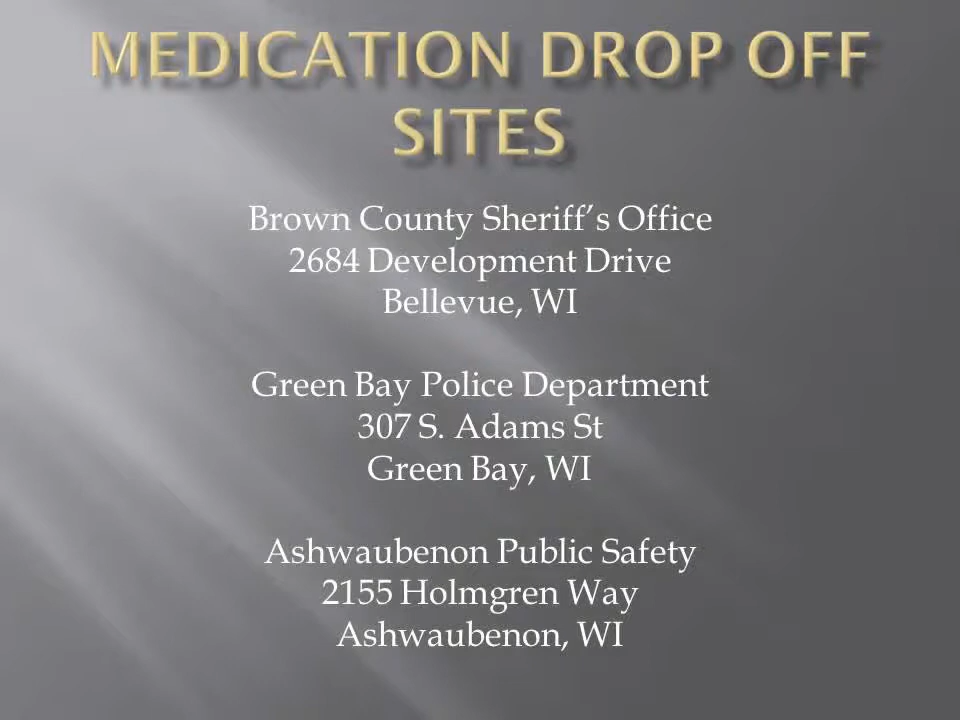 MEDICATION DROP OFF
SITES
Brown County Sheriff’s Office
2684 Development Drive
Bellevue, WI
Green Bay Police Department
307 S. Adams St
Green Bay, WI
Ashwaubenon Public Safety
2155 Holmgren Way
Ashwaubenon, WI